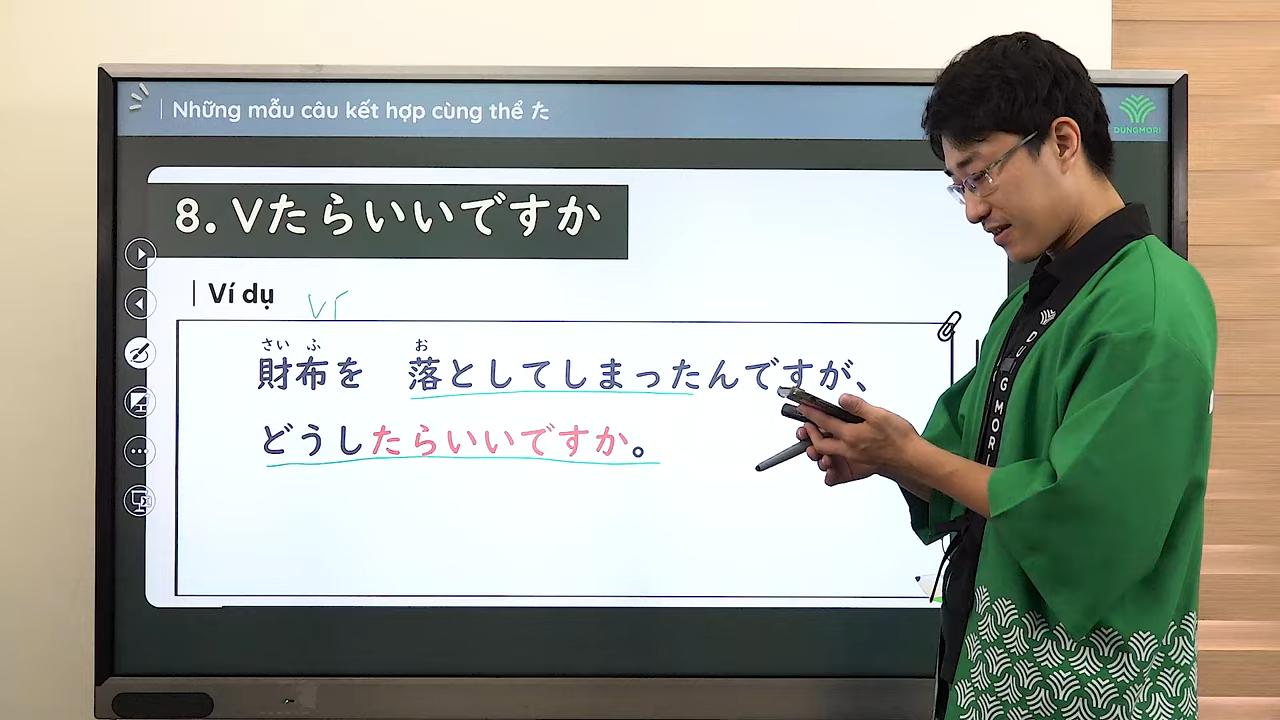 Những mẫu câu kết hợp cùng thể た
DUNGMORI
8. Vたらいいですか
Ví dụ
さい ふ お
財布を 落としてしまったんですが、
どうしたらいいですか。